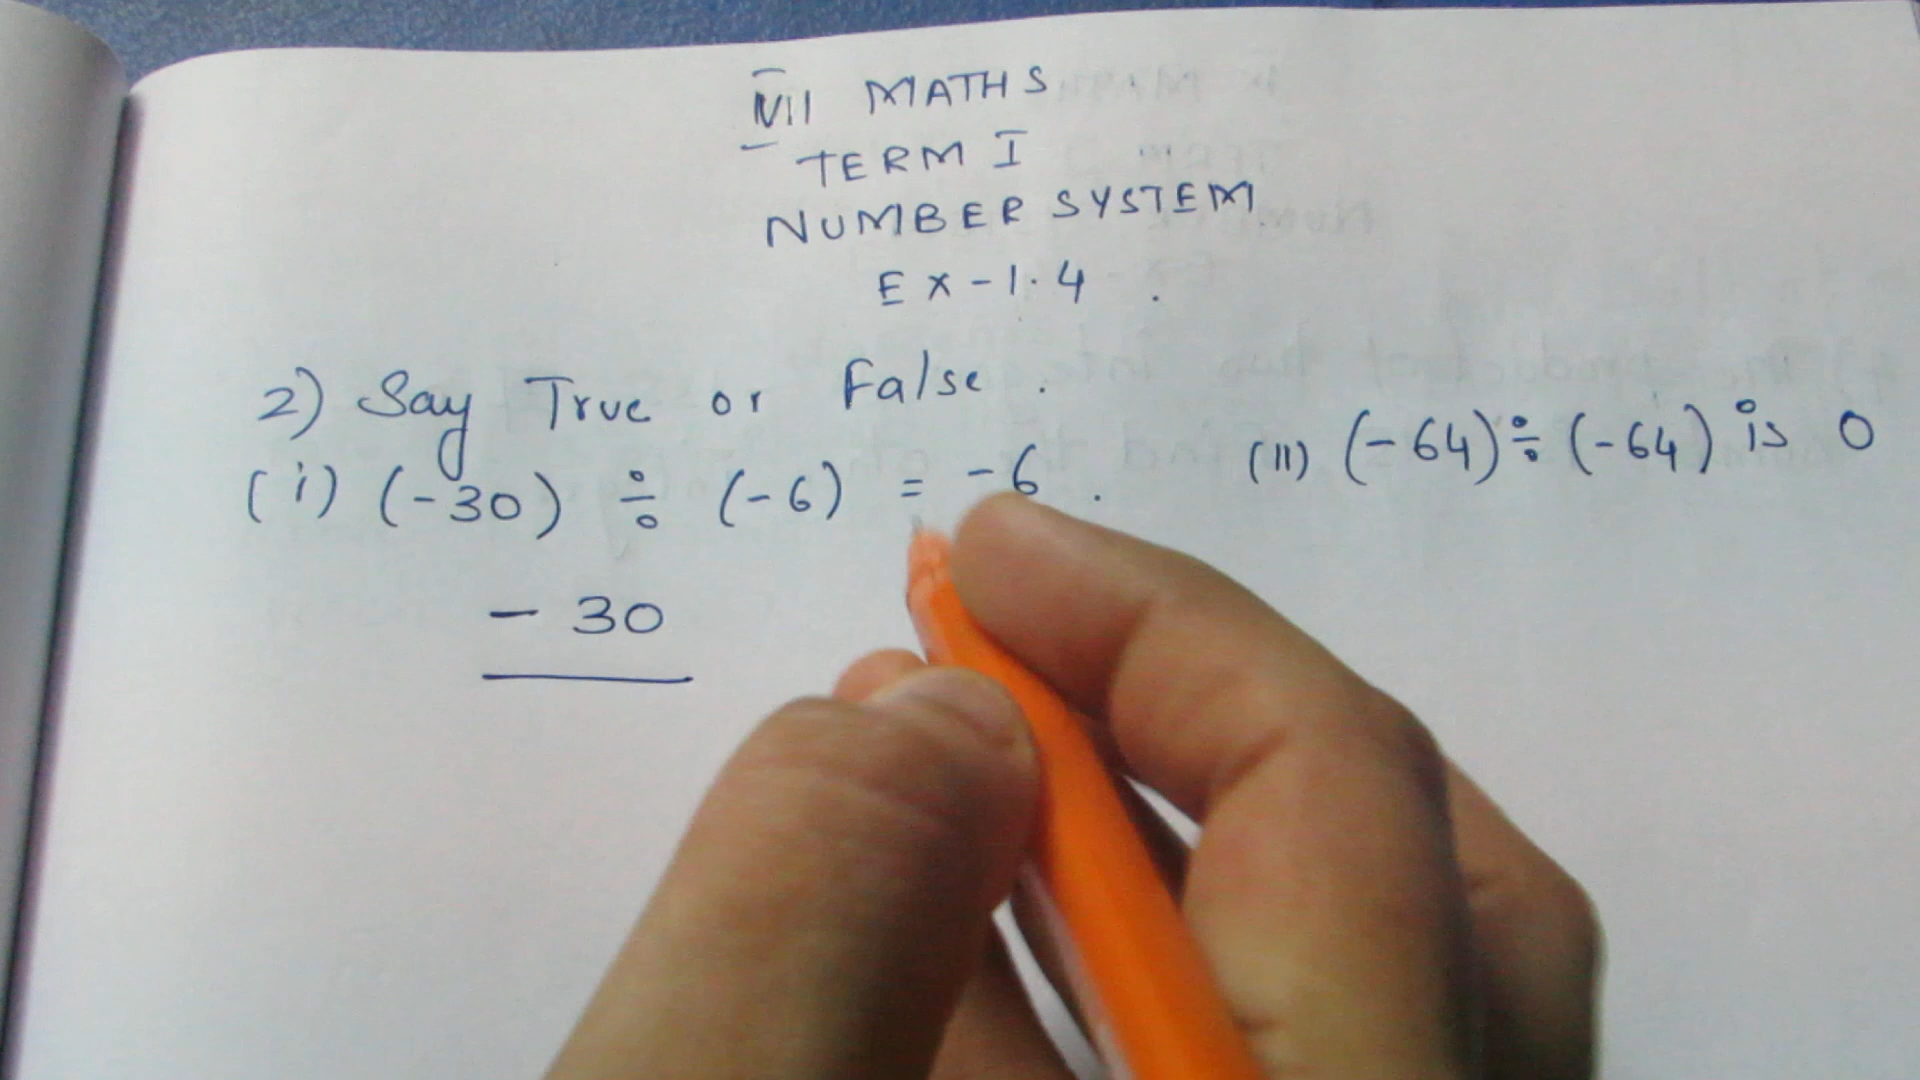 VII MATHS
TERM I
NUMBER SYSTEM
EX-1.4
2) Say True or False.
(i) (-30) ÷ (-6) = -6. (ii) (-64) ÷ (-64) is 0
- 30